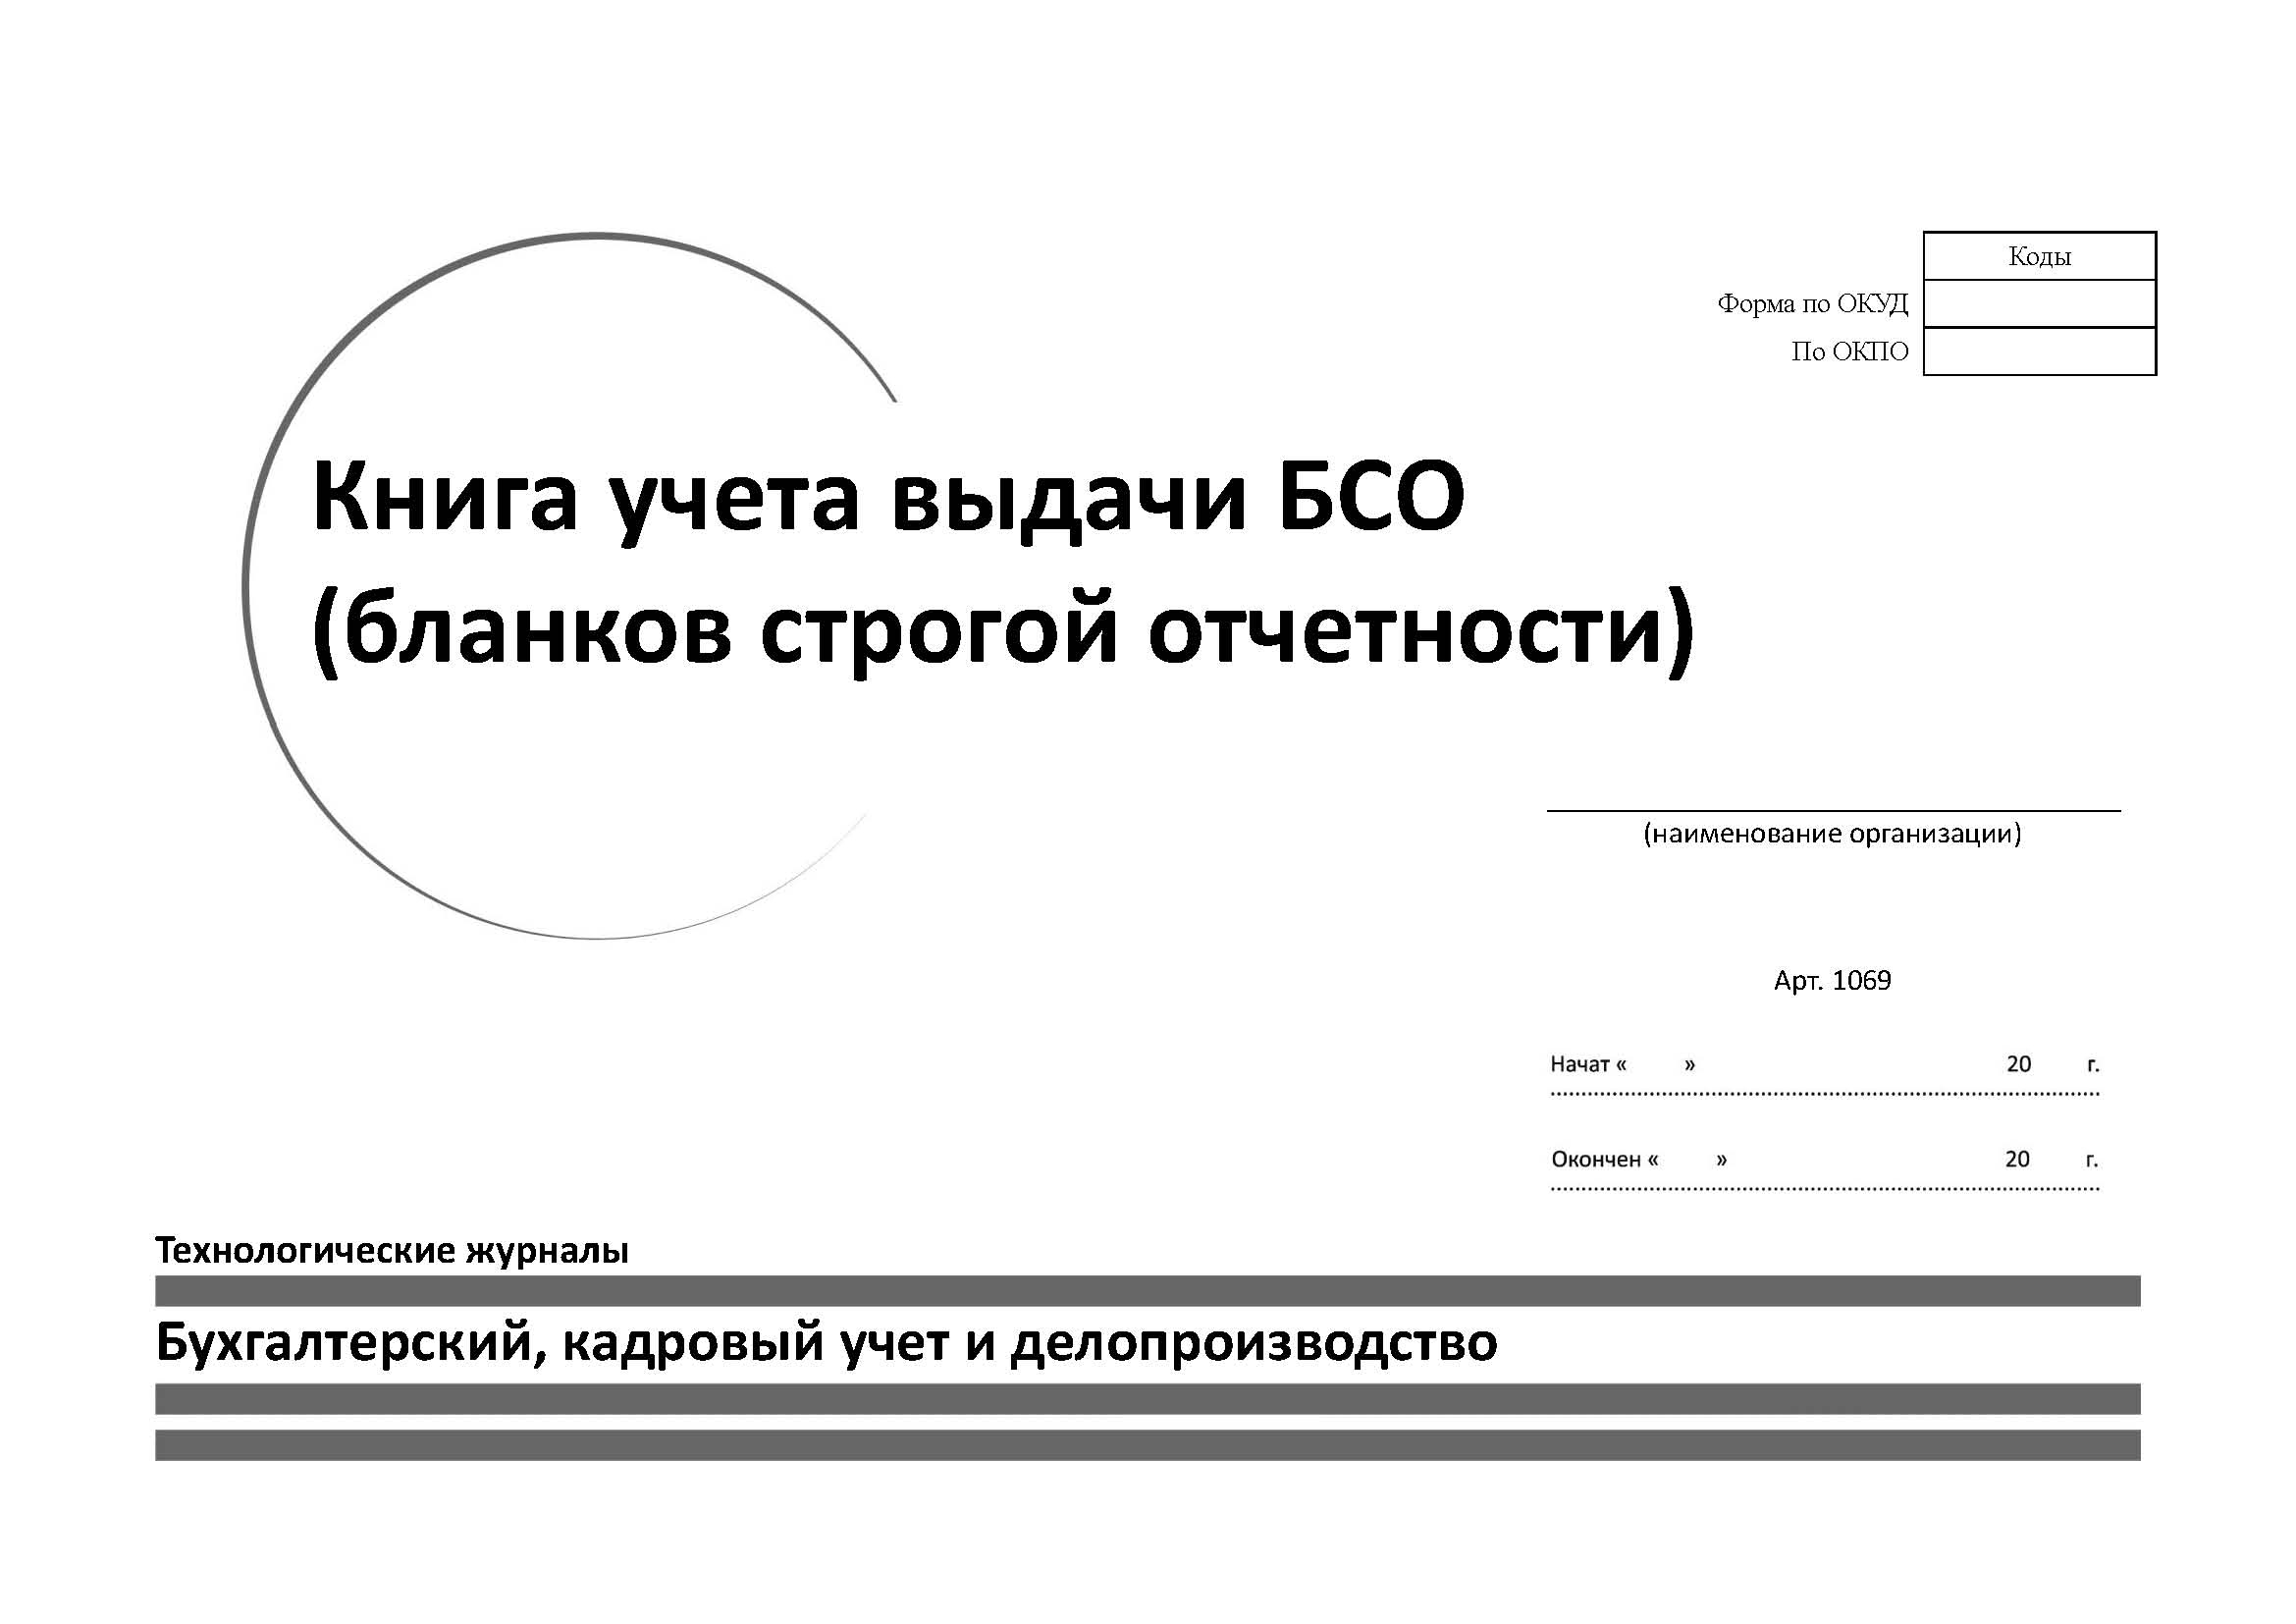 Коды
Форма по ОКУД
По ОКПО
Книга учета выдачи БСО
(бланков строгой отчетности)
(наименование организации)
Арт. 1069
Начат « » 20 г.
Окончен « » 20 г.
Технологические журналы
Бухгалтерский, кадровый учет и делопроизводство